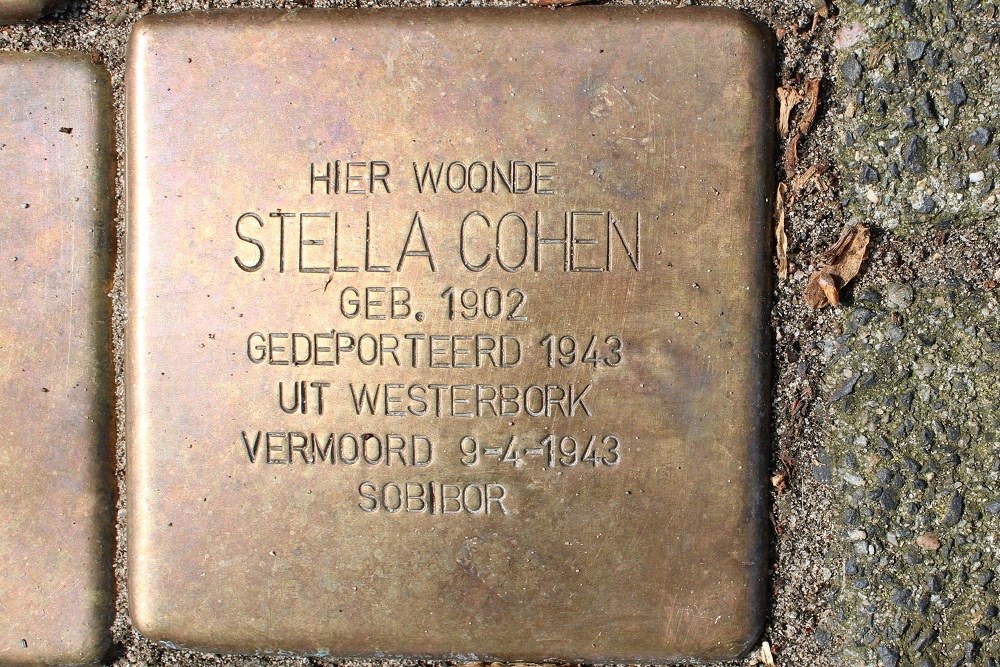 HIER WOONDE
STELLA COHEN
GEB. 1902
GEDEPORTEERD 1943
UIT WESTERBORK
VERMOORD 9-4-1943
SOBIBOR